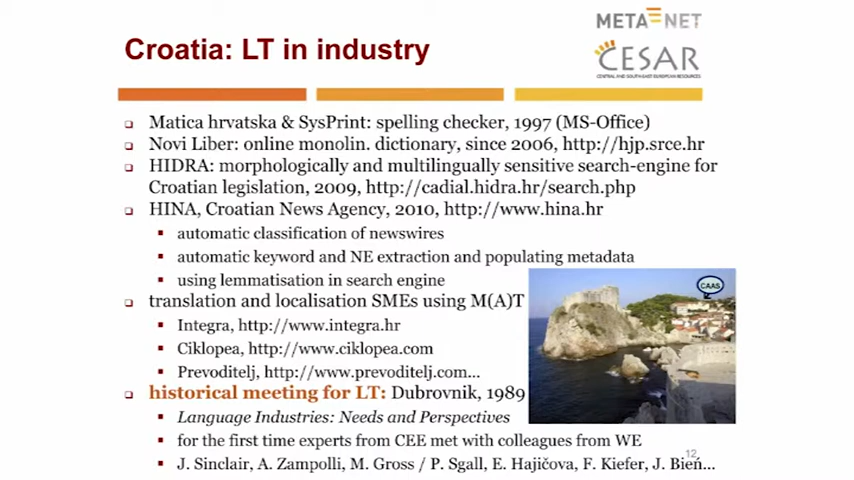 META NET
CESAR
CENTRAL AND SOUTH-EAST EUROPEAN RESOURCES
Croatia: LT in industry
Matica hrvatska & SysPrint: spelling checker, 1997 (MS-Office)
Novi Liber: online monolin. dictionary, since 2006, http://hjp.srce.hr
HIDRA: morphologically and multilingually sensitive search-engine for
Croatian legislation, 2009, http://cadial.hidra.hr/search.php
HINA, Croatian News Agency, 2010, http://www.hina.hr
automatic classification of newswires
automatic keyword and NE extraction and populating metadata
using lemmatisation in search engine
CAAS
translation and localisation SMEs using M(A)T
Integra, http://www.integra.hr
Ciklopea, http://www.ciklopea.com
Prevoditelj, http://www.prevoditelj.com...
historical meeting for LT: Dubrovnik, 1989
Language Industries: Needs and Perspectives
for the first time experts from CEE met with colleagues from WE
J. Sinclair, A. Zampolli, M. Gross / P. Sgall, E. Hajičova, F. Kiefer, J. Bień...
12